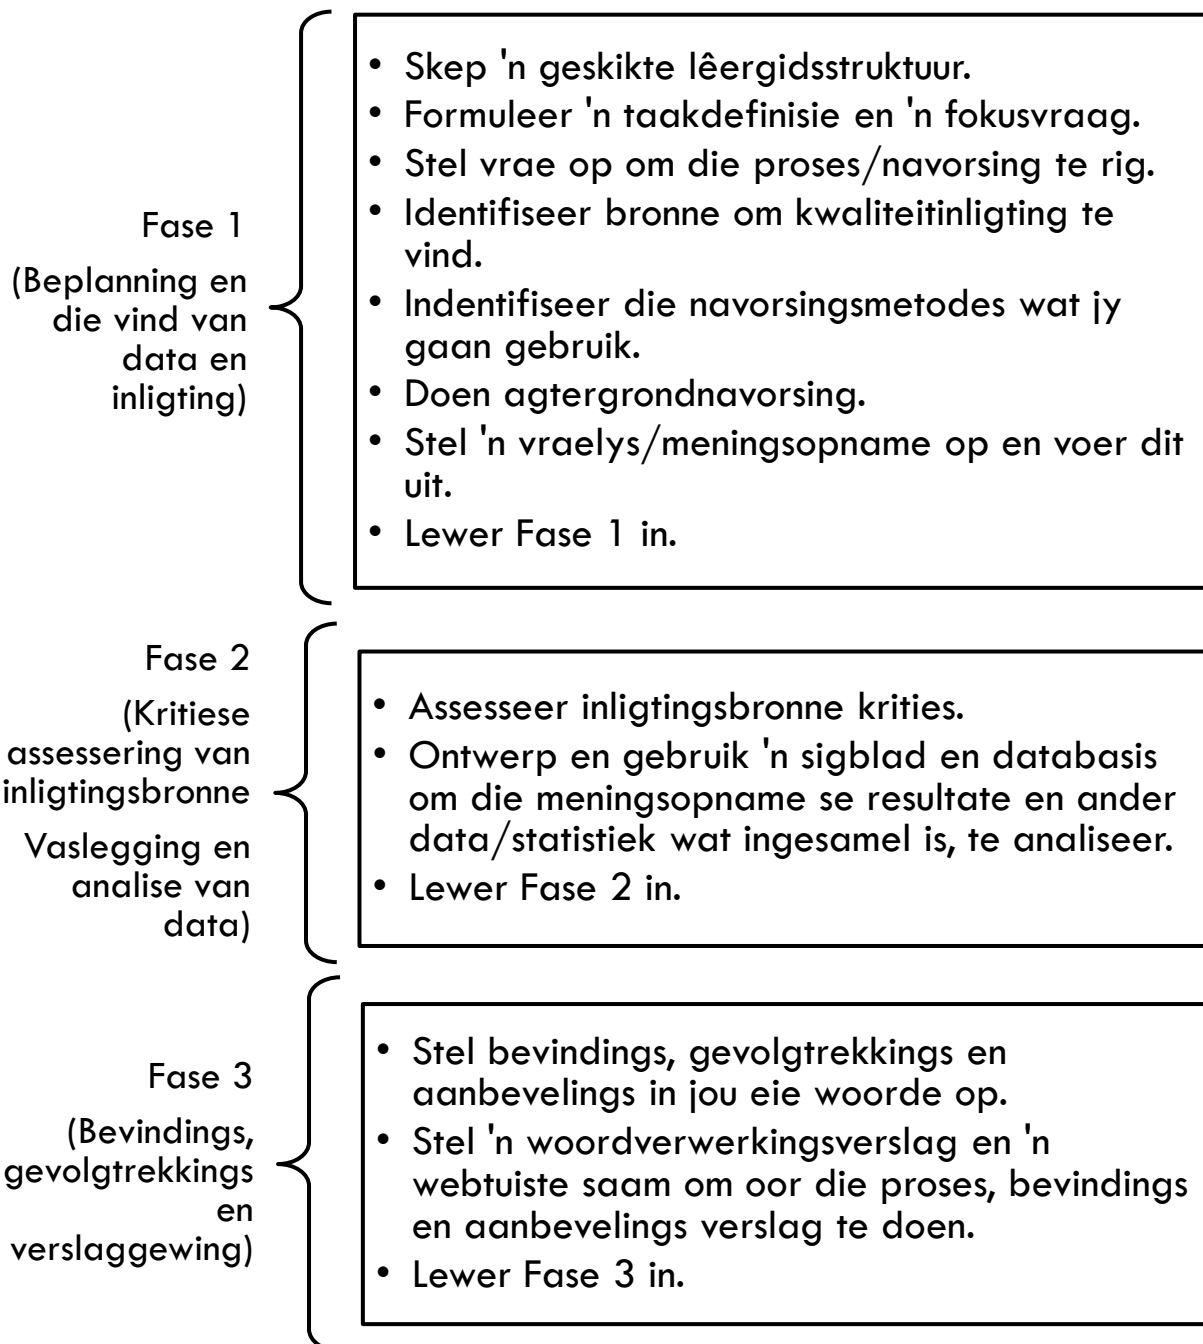 Fase 1
(Beplanning en
die vind van
data en
inligting)
• Skep 'n geskikte lêergidsstruktuur.
• Formuleer 'n taakdefinisie en 'n fokusvraag.
• Stel vrae op om die proses/navorsing te rig.
• Identifiseer bronne om kwaliteitinligting te
vind.
• Indentifiseer die navorsingsmetodes wat jy
gaan gebruik.
• Doen agtergrondnavorsing.
• Stel 'n vraelys/meningsopname op en voer dit
uit.
• Lewer Fase 1 in.
Fase 2
(Kritiese
assessering van
inligtingsbronne
Vaslegging en
analise van
data)
• Assesseer inligtingsbronne krities.
• Ontwerp en gebruik 'n sigblad en databasis
om die meningsopname se resultate en ander
data/statistiek wat ingesamel is, te analiseer.
• Lewer Fase 2 in.
Fase 3
(Bevindings,
gevolgtrekkings
en
verslaggewing)
• Stel bevindings, gevolgtrekkings en
aanbevelings in jou eie woorde op.
• Stel 'n woordverwerkingsverslag en 'n
webtuiste saam om oor die proses, bevindings
en aanbevelings verslag te doen.
• Lewer Fase 3 in.